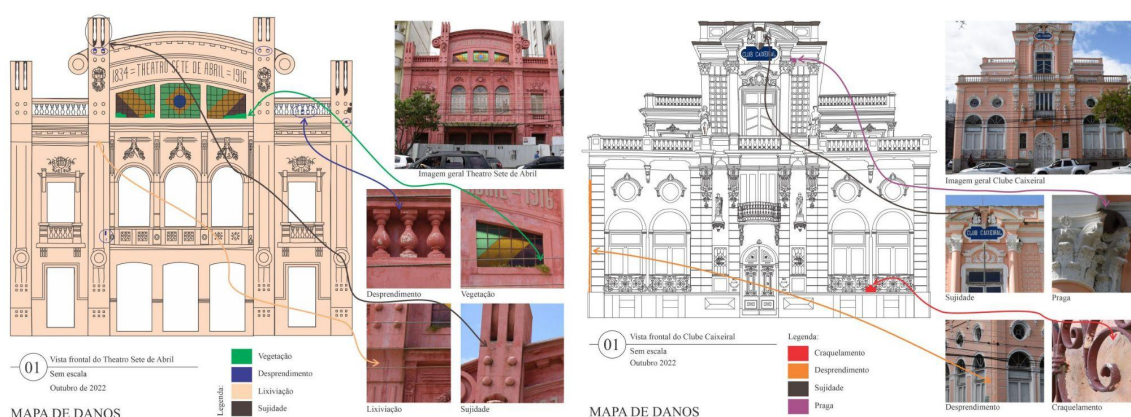 1834 = THEATRO SETE DE ABRIL = 1916
Imagem geral Theatro Sete de Abril
Desprendimento
Vegetação
Lixiviação
Sujidade
01
Vista frontal do Theatro Sete de Abril
Sem escala
Outubro de 2022
Legenda:
Vegetação
Desprendimento
Lixiviação
Sujidade
MAPA DE DANOS
CLUB CAIXEIRAL
Imagem geral Clube Caixeiral
CLUB CAIXEIRAL
Sujidade
Praga
Desprendimento
Craquelamento
01
Vista frontal do Clube Caixeiral
Sem escala
Outubro 2022
Legenda:
Craquelamento
Desprendimento
Sujidade
Praga
MAPA DE DANOS